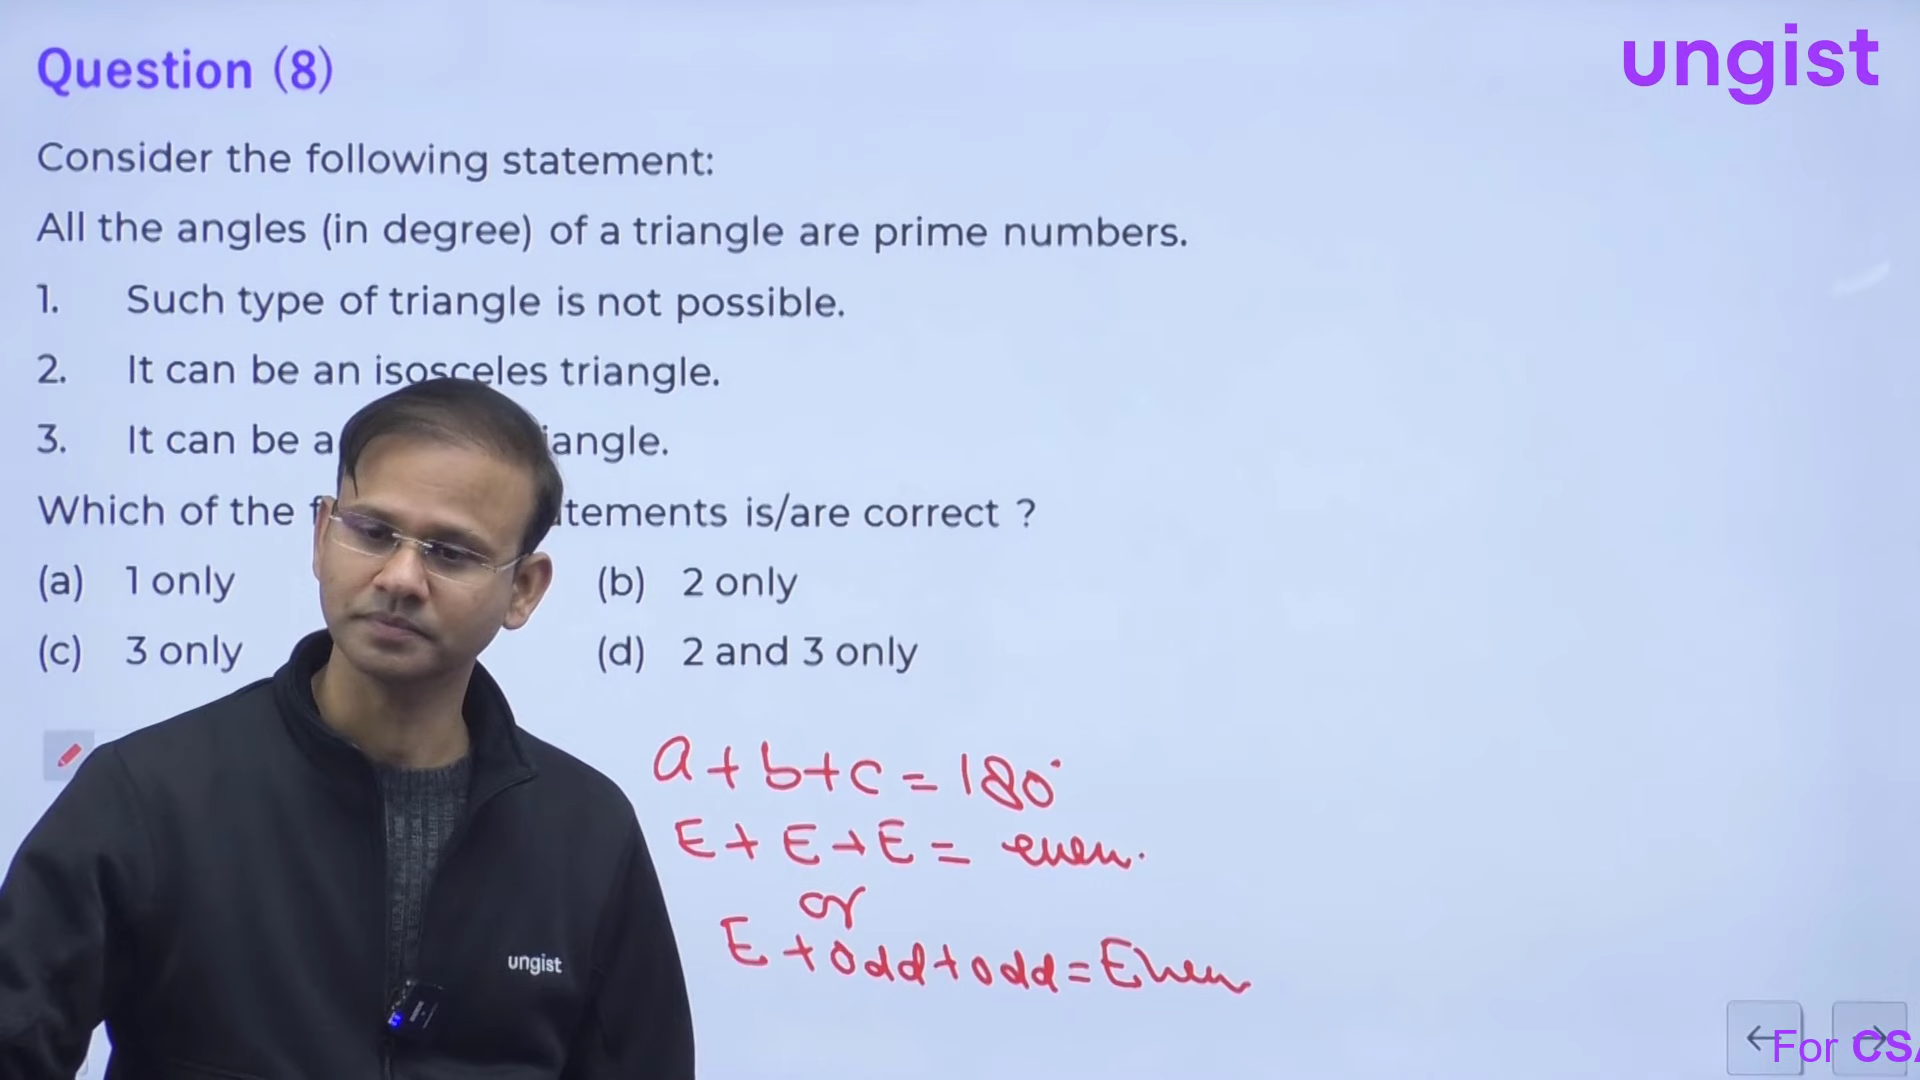 Question (8)
ungist
Consider the following statement:
All the angles (in degree) of a triangle are prime numbers.
1. Such type of triangle is not possible.
2. It can be an isosceles triangle.
3. It can be a iangle.
Which of the tements is/are correct ?
(a) 1 only (b) 2 only
(c) 3 only (d) 2 and 3 only
a + b + c = 180°
E + E + E = even.
or
E + odd + odd = Even
ungist
For CSA